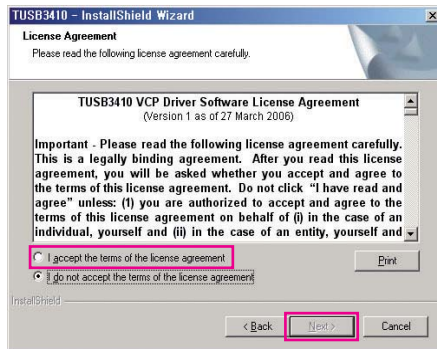 TUSB3410 - InstallShield Wizard
License Agreement
Please read the following license agreement carefully.
TUSB3410 VCP Driver Software License Agreement
(Version 1 as of 27 March 2006)
Important - Please read the following license agreement carefully.
This is a legally binding agreement. After you read this license
agreement, you will be asked whether you accept and agree to
the terms of this license agreement. Do not click “I have read and
agree” unless: (1) you are authorized to accept and agree to the
terms of this license agreement on behalf of (i) in the case of an
individual, yourself and (ii) in the case of an entity, yourself and
I accept the terms of the license agreement
I do not accept the terms of the license agreement
Print
InstallShield
< Back
Next >
Cancel